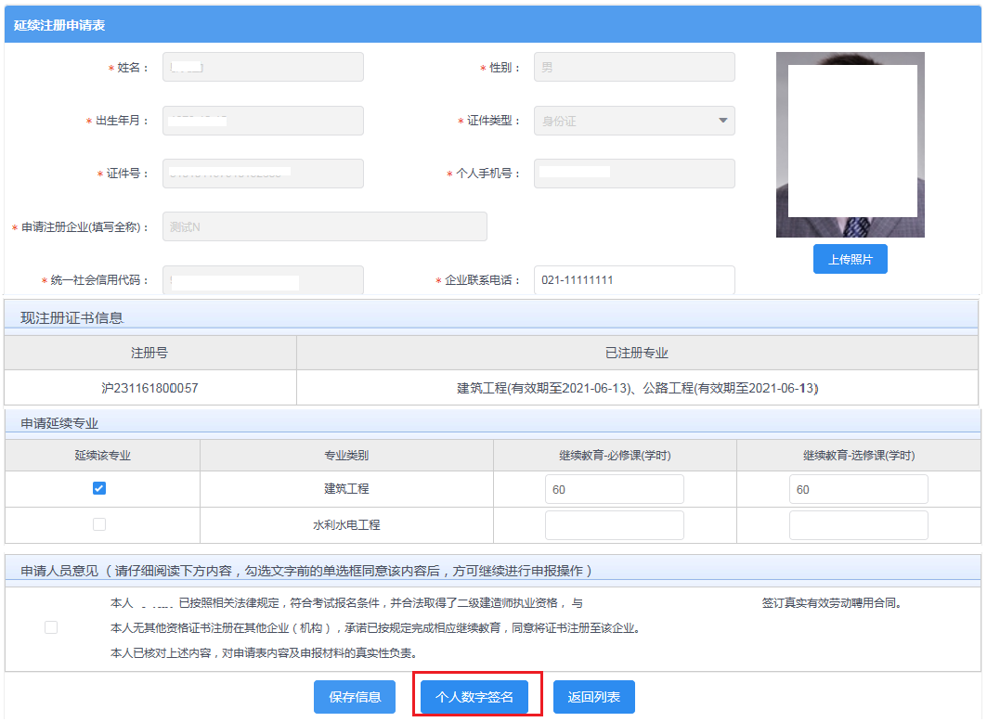 延续注册申请表
* 姓名：
* 性别： 男
* 出生年月：
* 证件类型： 身份证
* 证件号：
* 个人手机号：
* 申请注册企业(填写全称)： 测试N
上传照片
* 统一社会信用代码：
* 企业联系电话： 021-11111111
现注册证书信息
注册号 已注册专业
沪231161800057 建筑工程(有效期至2021-06-13)、公路工程(有效期至2021-06-13)
申请延续专业
延续该专业 专业类别 继续教育-必修课(学时) 继续教育-选修课(学时)
建筑工程 60 60
水利水电工程
申请人员意见（请仔细阅读下方内容，勾选文字前的单选框同意该内容后，方可继续进行申报操作）
本人 已按照相关法律规定，符合考试报名条件，并合法取得了二级建造师执业资格，与 签订真实有效劳动聘用合同。
本人无其他资格证书注册在其他企业（机构），承诺已按规定完成相应继续教育，同意将证书注册至该企业。
本人已核对上述内容，对申请表内容及申报材料的真实性负责。
保存信息 个人数字签名 返回列表